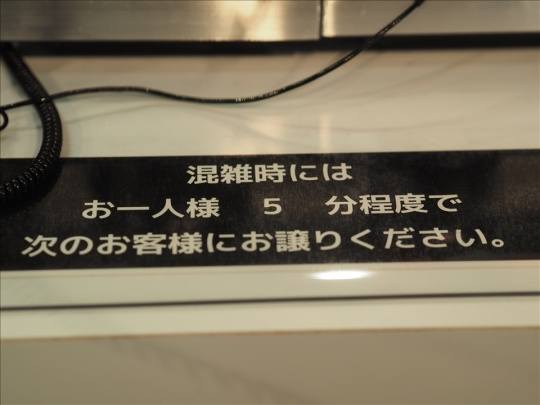 混雑時には
お一人様　５　分程度で
次のお客様にお譲りください。